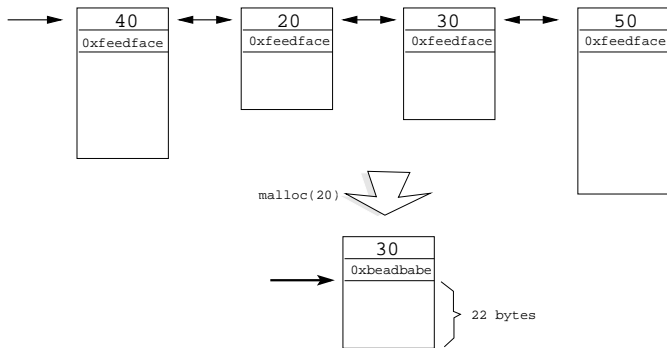 40
20
30
50
0xfeedface
0xfeedface
0xfeedface
0xfeedface
malloc(20)
30
0xbeadbabe
22 bytes